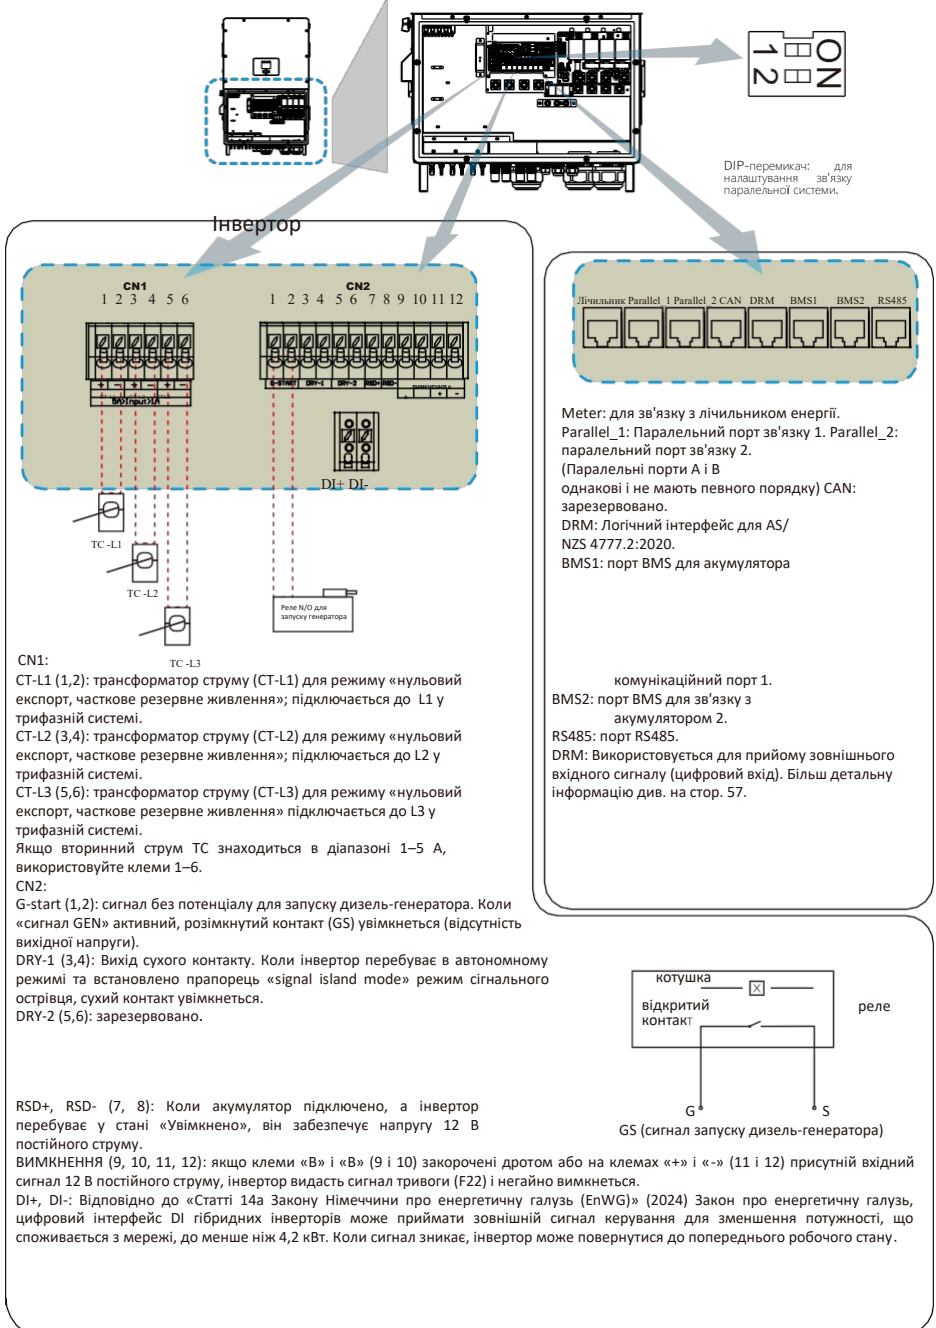 ON
1 2
DIP-перемикач: для
налаштування зв'язку
паралельної системи.
Інвертор
CN1
1 2 3 4 5 6
+ − + − + −
5A>Input>1A
CN2
1 2 3 4 5 6 7 8 9 10 11 12
G-START DRY-1 DRY-2 RSD+ RSD-
+ −
DI+ DI-
TC -L1
TC -L2
TC -L3
Реле N/O для
запуску генератора
Лічильник Parallel_1 Parallel_2 CAN DRM BMS1 BMS2 RS485
Meter: для зв'язку з лічильником енергії.
Parallel_1: Паралельний порт зв'язку 1. Parallel_2:
паралельний порт зв'язку 2.
(Паралельні порти A і B
однакові і не мають певного порядку) CAN:
зарезервовано.
DRM: Логічний інтерфейс для AS/
NZS 4777.2:2020.
BMS1: порт BMS для акумулятора
комунікаційний порт 1.
BMS2: порт BMS для зв'язку з
акумулятором 2.
RS485: порт RS485.
DRM: Використовується для прийому зовнішнього
вхідного сигналу (цифровий вхід). Більш детальну
інформацію див. на стор. 57.
CN1:
CT-L1 (1,2): трансформатор струму (CT-L1) для режиму «нульовий
експорт, часткове резервне живлення»; підключається до L1 у
трифазній системі.
CT-L2 (3,4): трансформатор струму (CT-L2) для режиму «нульовий
експорт, часткове резервне живлення»; підключається до L2 у
трифазній системі.
CT-L3 (5,6): трансформатор струму (CT-L3) для режиму «нульовий
експорт, часткове резервне живлення» підключається до L3 у
трифазній системі.
Якщо вторинний струм ТС знаходиться в діапазоні 1–5 А,
використовуйте клеми 1–6.
CN2:
G-start (1,2): сигнал без потенціалу для запуску дизель-генератора. Коли
«сигнал GEN» активний, розімкнутий контакт (GS) увімкнеться (відсутність
вихідної напруги).
DRY-1 (3,4): Вихід сухого контакту. Коли інвертор перебуває в автономному
режимі та встановлено прапорець «signal island mode» режим сігнального
острівця, сухий контакт увімкнеться.
DRY-2 (5,6): зарезервовано.
котушка
відкритий
контакт
реле
G S
GS (сигнал запуску дизель-генератора)
RSD+, RSD- (7, 8): Коли акумулятор підключено, а інвертор
перебуває у стані «Увімкнено», він забезпечує напругу 12 В
постійного струму.
ВИМКНЕННЯ (9, 10, 11, 12): якщо клеми «B» і «B» (9 і 10) закорочені дротом або на клемах «+» і «-» (11 і 12) присутній вхідний
сигнал 12 В постійного струму, інвертор видасть сигнал тривоги (F22) і негайно вимкнеться.
DI+, DI-: Відповідно до «Статті 14a Закону Німеччини про енергетичну галузь (EnWG)» (2024) Закон про енергетичну галузь,
цифровий інтерфейс DI гібридних інверторів може приймати зовнішній сигнал керування для зменшення потужності, що
споживається з мережі, до менше ніж 4,2 кВт. Коли сигнал зникає, інвертор може повернутися до попереднього робочого стану.